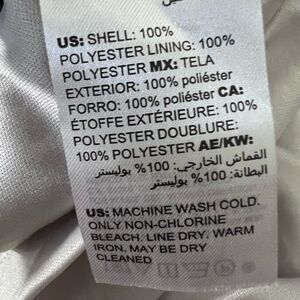 US: SHELL: 100%
POLYESTER LINING: 100%
POLYESTER MX: TELA
EXTERIOR: 100% poliéster
FORRO: 100% poliéster CA:
ÉTOFFE EXTÉRIEURE: 100%
POLYESTER DOUBLURE:
100% POLYESTER AE/KW:
القماش الخارجي: 100% بوليستر
البطانة: 100% بوليستر
US: MACHINE WASH COLD.
ONLY NON-CHLORINE
BLEACH. LINE DRY. WARM
IRON. MAY BE DRY
CLEANED